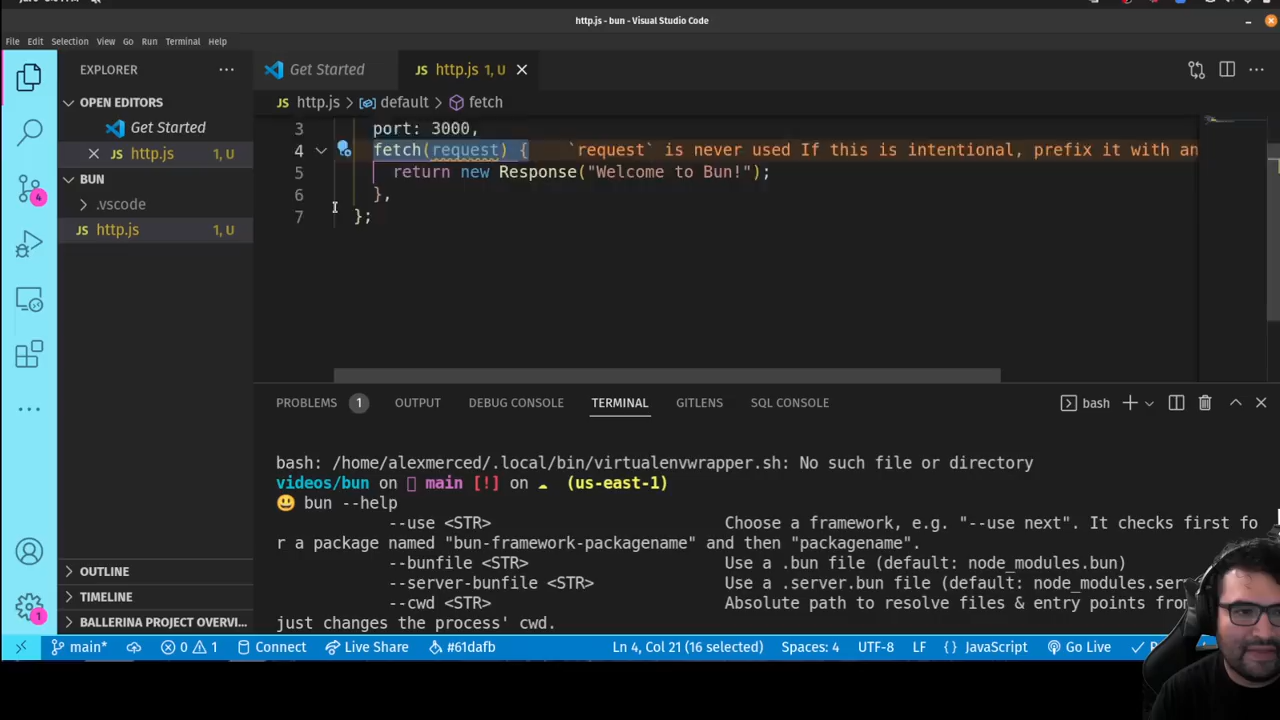 http.js - bun - Visual Studio Code
File Edit Selection View Go Run Terminal Help
EXPLORER
OPEN EDITORS
Get Started
http.js 1, U
BUN
.vscode
JS http.js 1, U
OUTLINE
TIMELINE
BALLERINA PROJECT OVERVI...
4
1
Get Started
JS http.js 1, U
JS http.js > default > fetch
3 port: 3000,
4 fetch(request) { `request` is never used If this is intentional, prefix it with an
5 return new Response("Welcome to Bun!");
6 },
7 };
PROBLEMS 1 OUTPUT DEBUG CONSOLE TERMINAL GITLENS SQL CONSOLE
bash
bash: /home/alexmerced/.local/bin/virtualenvwrapper.sh: No such file or directory
videos/bun on main [!] on (us-east-1)
bun --help
--use <STR> Choose a framework, e.g. "--use next". It checks first fo
r a package named "bun-framework-packagename" and then "packagename".
--bunfile <STR> Use a .bun file (default: node_modules.bun)
--server-bunfile <STR> Use a .server.bun file (default: node_modules.ser
--cwd <STR> Absolute path to resolve files & entry points from
just changes the process' cwd.
main* 0 1 Connect Live Share #61dafb Ln 4, Col 21 (16 selected) Spaces: 4 UTF-8 LF {} JavaScript Go Live